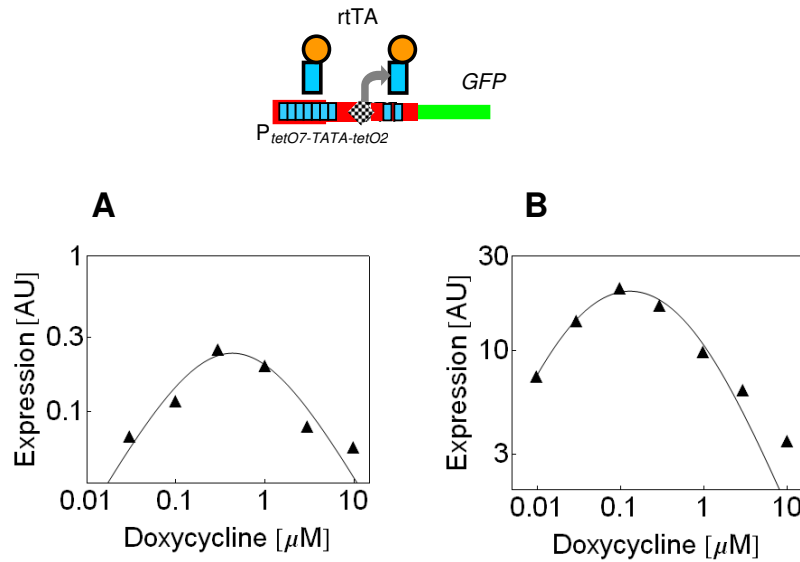 rtTA
GFP
PtetO7-TATA-tetO2
A
B
Expression [AU]
1
0.3
0.1
0.01 0.1 1 10
Doxycycline [µM]
Expression [AU]
30
10
3
0.01 0.1 1 10
Doxycycline [µM]